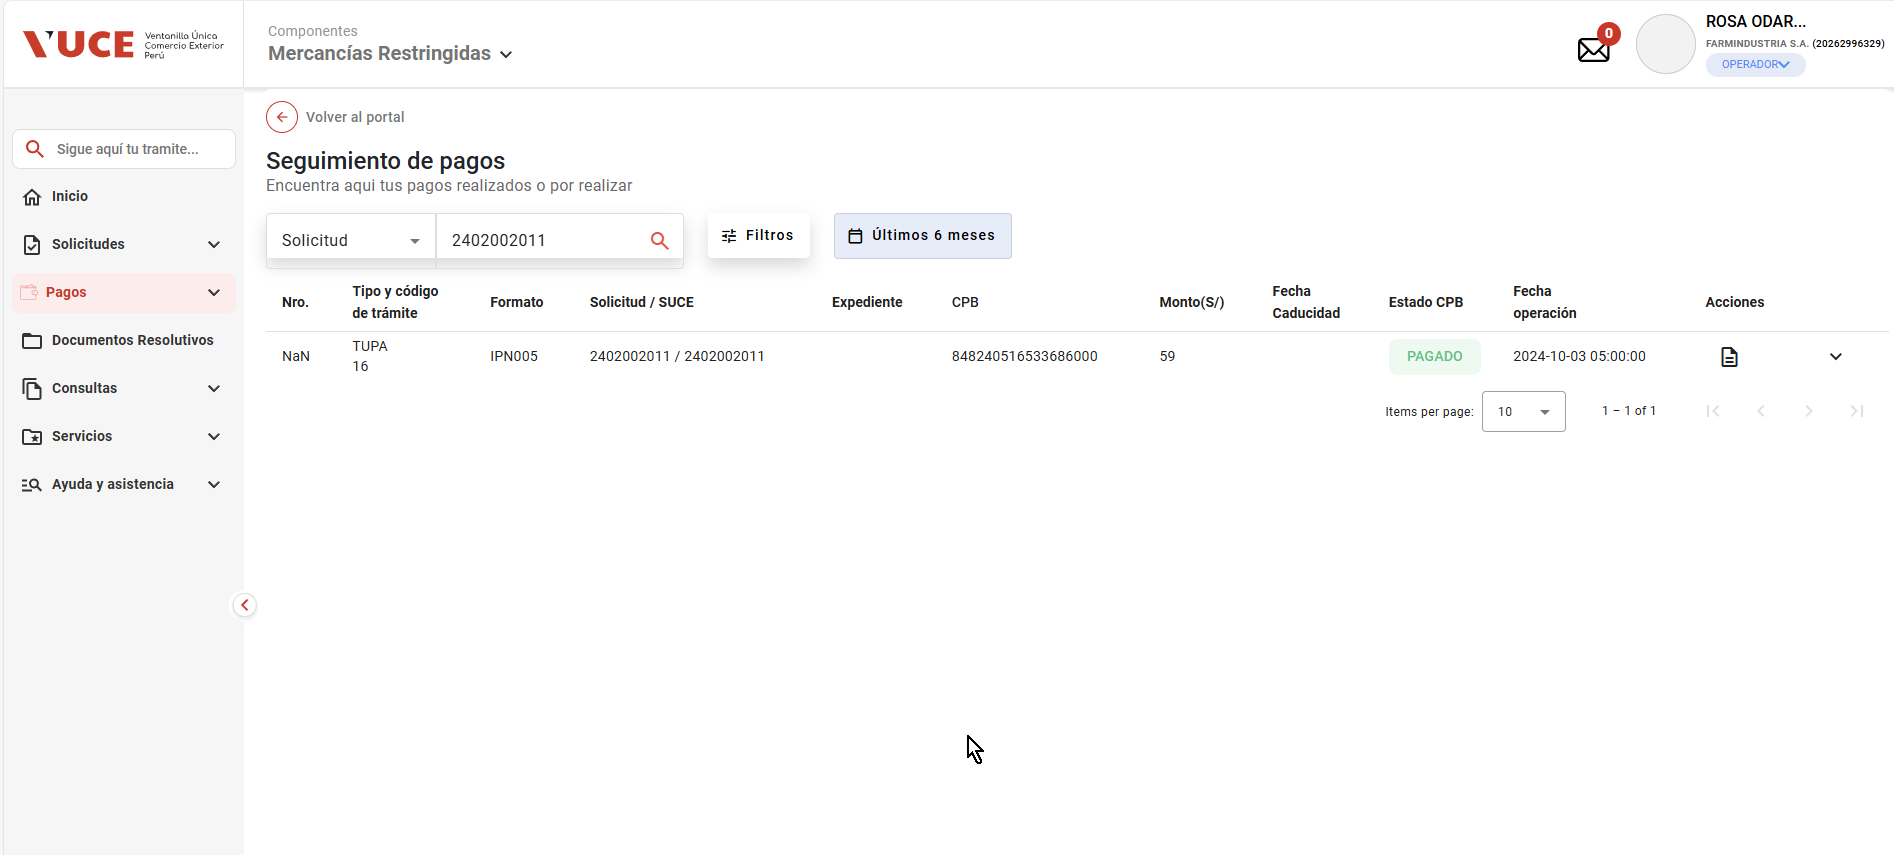 VUCE
Ventanilla Única
Comercio Exterior
Perú
Componentes
Mercancías Restringidas
0
ROSA ODAR...
FARMINDUSTRIA S.A. (20262996329)
OPERADOR
Sigue aquí tu tramite...
Inicio
Solicitudes
Pagos
Documentos Resolutivos
Consultas
Servicios
Ayuda y asistencia
Volver al portal
Seguimiento de pagos
Encuentra aqui tus pagos realizados o por realizar
Solicitud
2402002011
Filtros
Últimos 6 meses
Nro.
Tipo y código
de trámite
Formato
Solicitud / SUCE
Expediente
CPB
Monto(S/)
Fecha
Caducidad
Estado CPB
Fecha
operación
Acciones
NaN
TUPA
16
IPN005
2402002011 / 2402002011
848240516533686000
59
PAGADO
2024-10-03 05:00:00
Items per page:
10
1 – 1 of 1